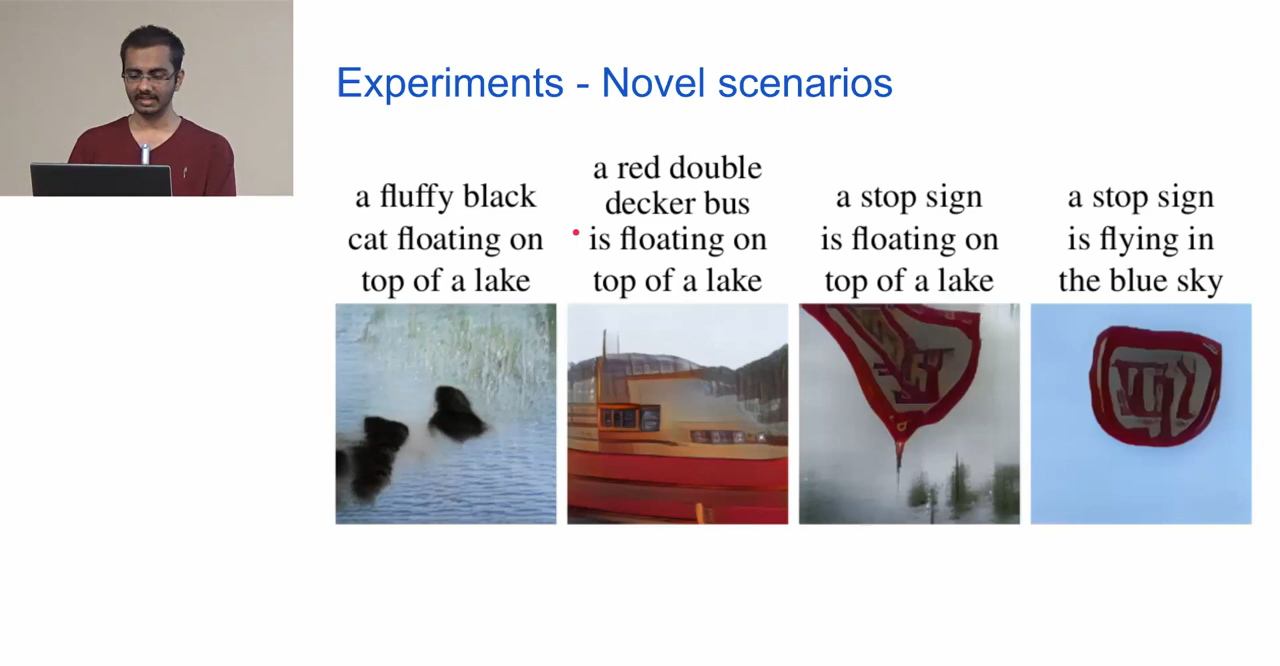 Experiments - Novel scenarios
a fluffy black
cat floating on
top of a lake
a red double
decker bus
is floating on
top of a lake
a stop sign
is floating on
top of a lake
a stop sign
is flying in
the blue sky